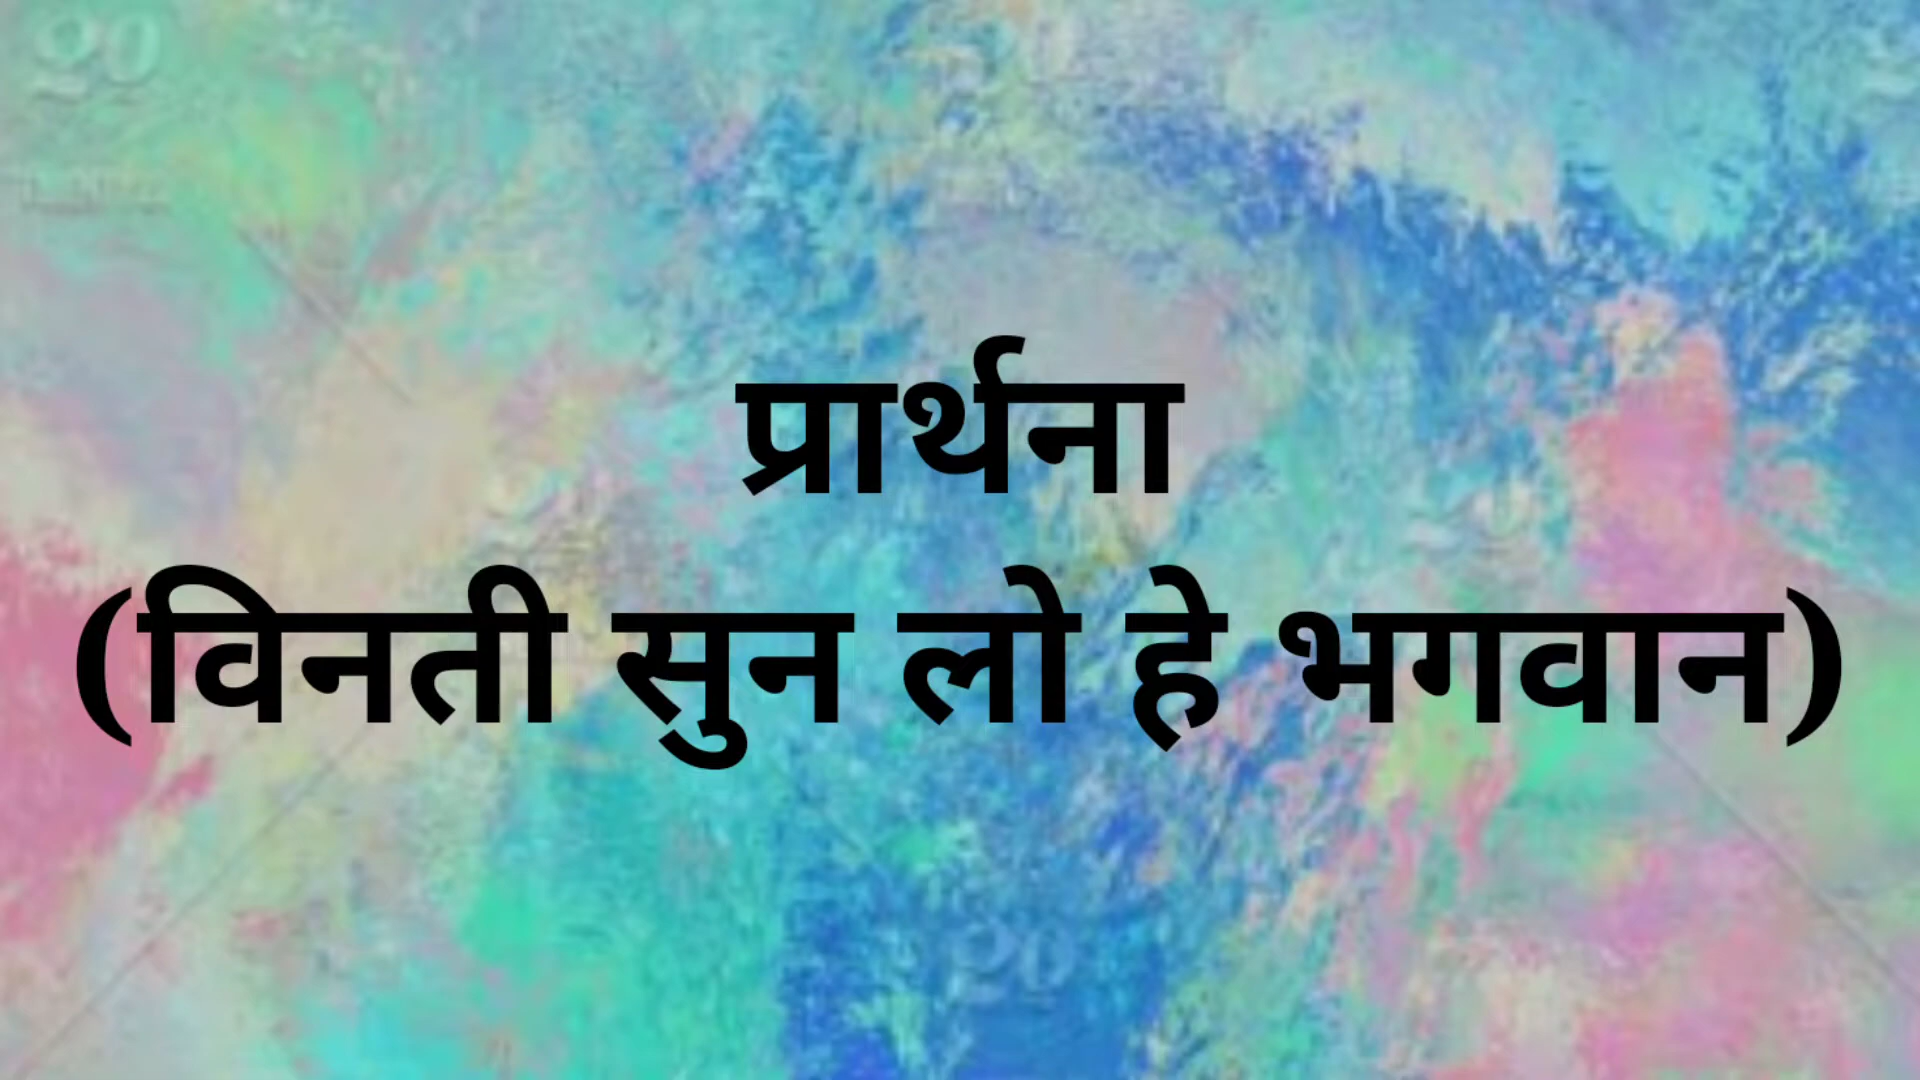 प्रार्थना
(विनती सुन लो हे भगवान)